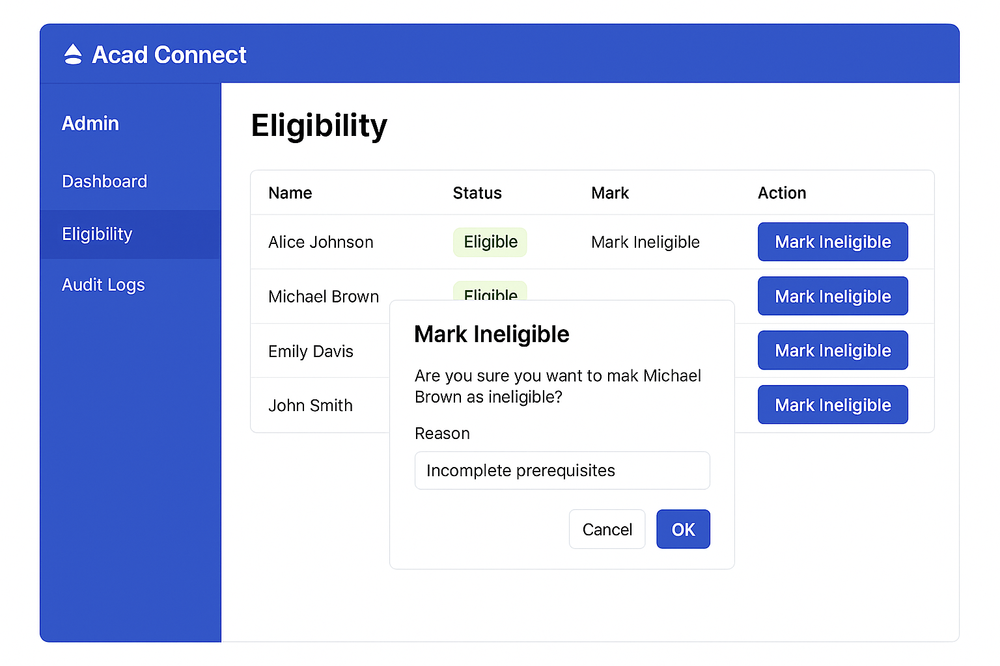 Acad Connect
Admin
Dashboard
Eligibility
Audit Logs
Eligibility
Name Status Mark Action
Alice Johnson Eligible Mark Ineligible Mark Ineligible
Michael Brown Eligible Mark Ineligible
Emily Davis Mark Ineligible
John Smith Mark Ineligible
Mark Ineligible
Are you sure you want to mak Michael
Brown as ineligible?
Reason
Incomplete prerequisites
Cancel OK